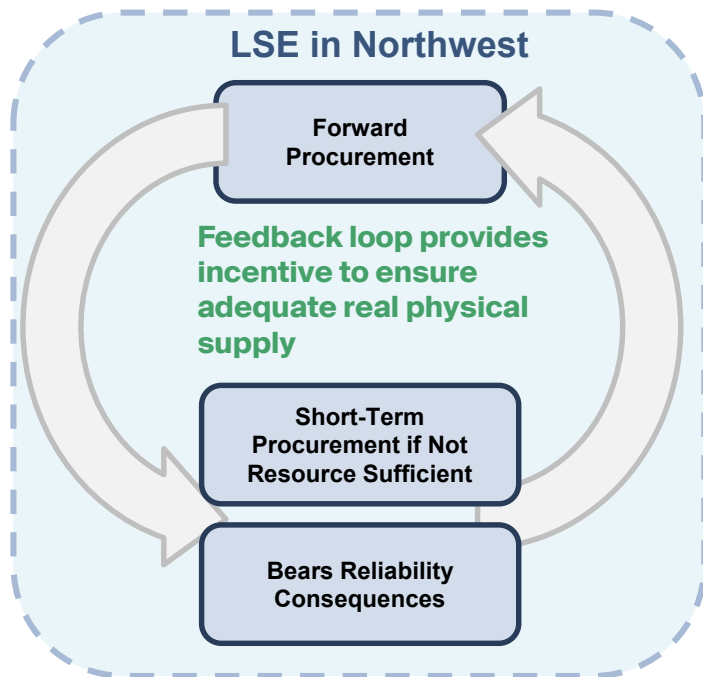 LSE in Northwest
Forward
Procurement
Feedback loop provides
incentive to ensure
adequate real physical
supply
Short-Term
Procurement if Not
Resource Sufficient
Bears Reliability
Consequences